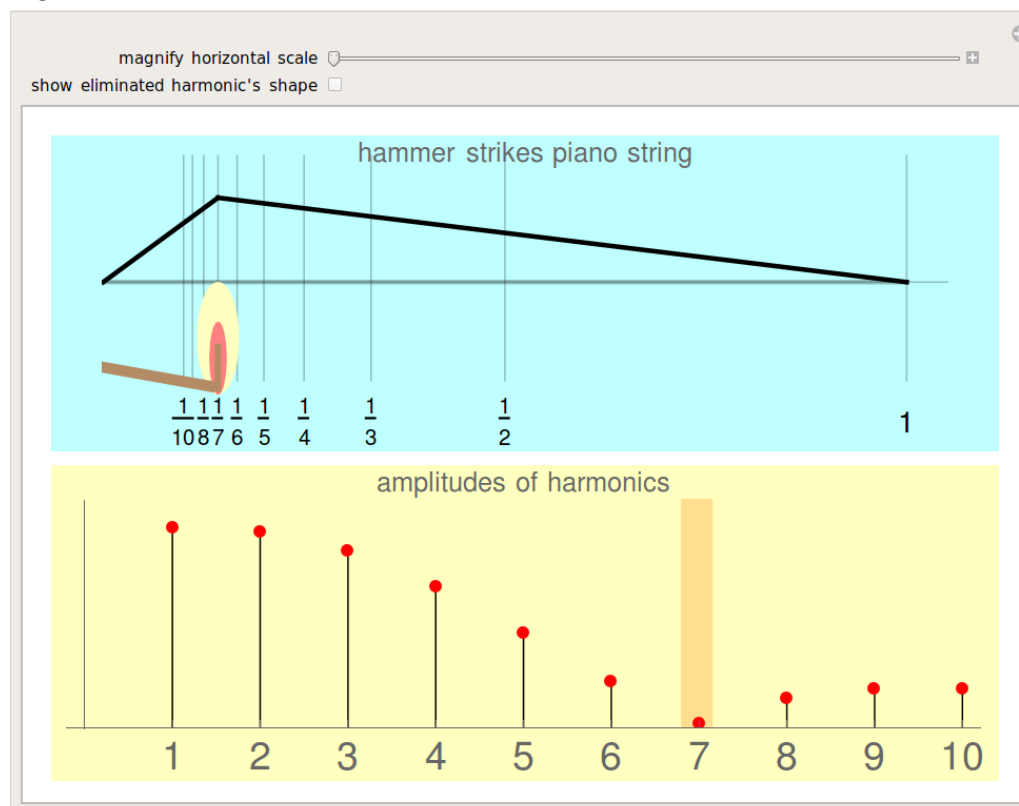 magnify horizontal scale
show eliminated harmonic's shape
hammer strikes piano string
1 1 1 1 1 1 1 1
10 8 7 6 5 4 3 2 1
amplitudes of harmonics
1 2 3 4 5 6 7 8 9 10